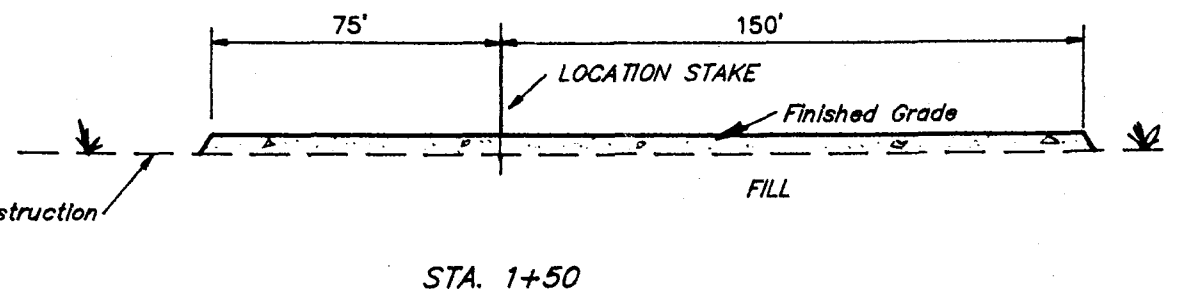 75'
150'
LOCATION STAKE
Finished Grade
FILL
struction
STA. 1+50